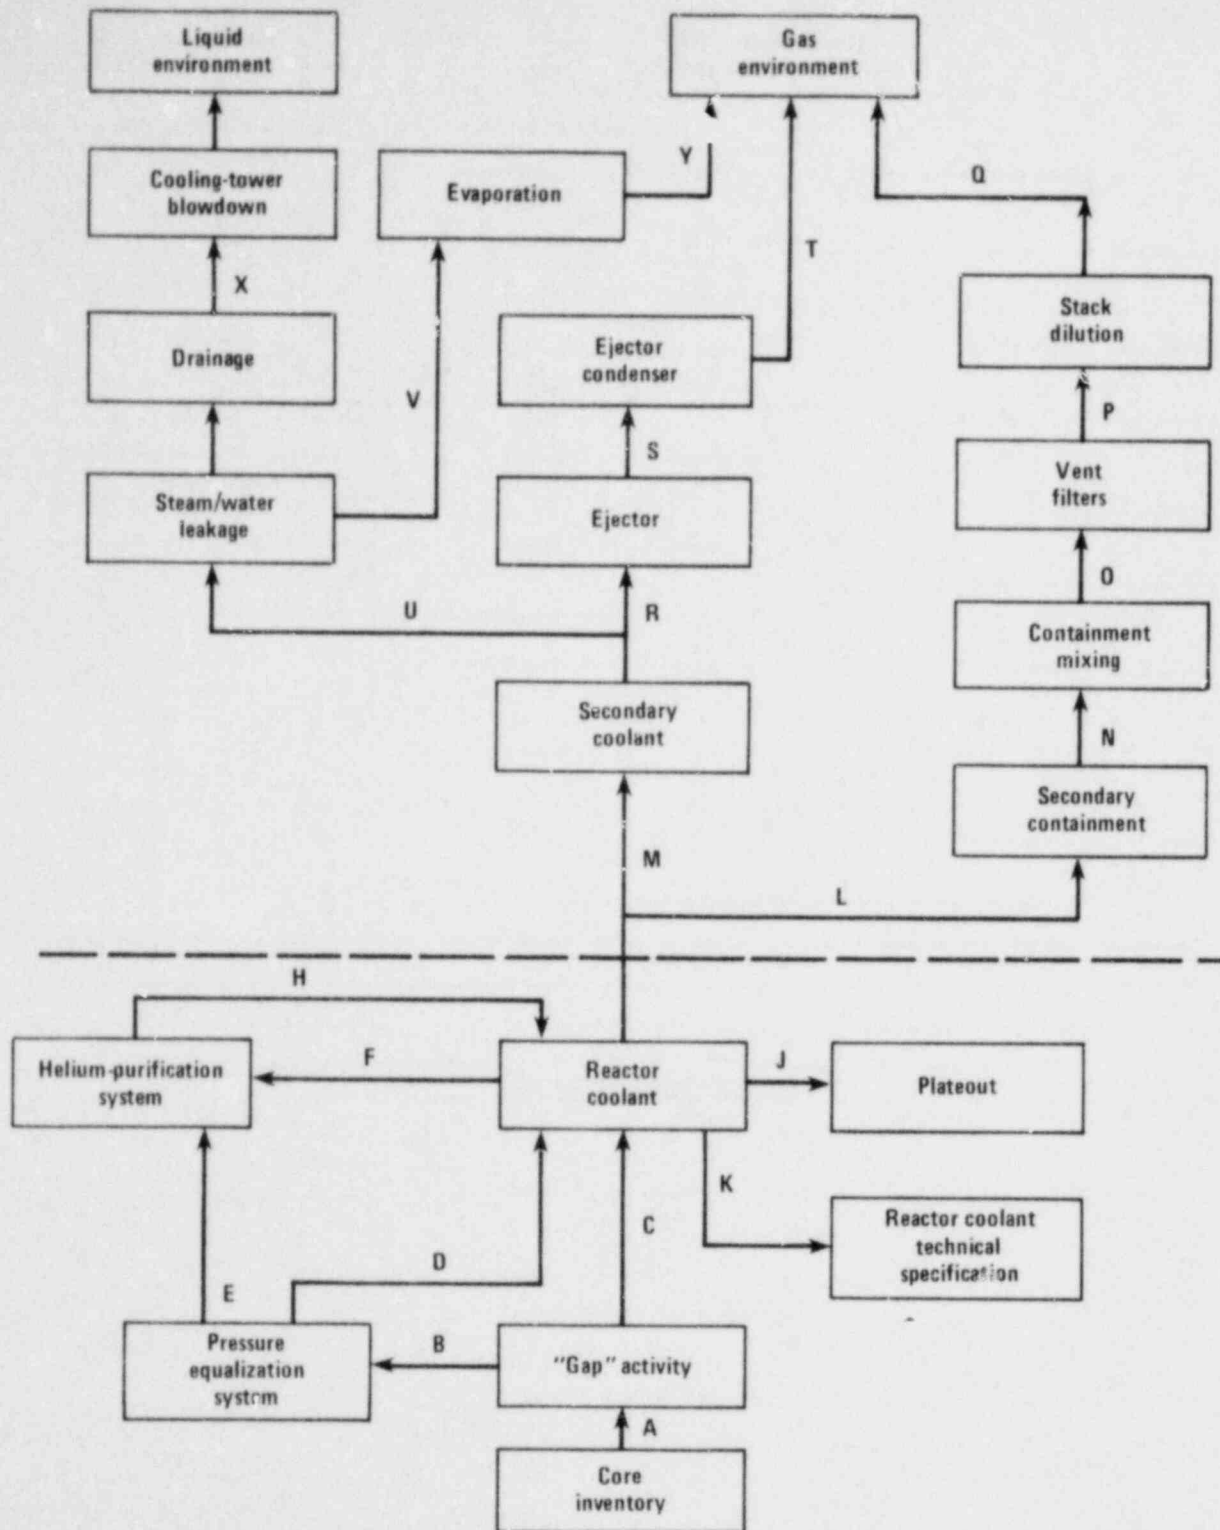 Liquid
environment
Gas
environment
Cooling-tower
blowdown
Evaporation
Y
Q
T
X
Stack
dilution
Drainage
Ejector
condenser
V
P
S
Steam/water
leakage
Ejector
Vent
filters
O
U
R
Containment
mixing
Secondary
coolant
N
Secondary
containment
M
L
H
Helium-purification
system
F
Reactor
coolant
J
Plateout
K
Reactor coolant
technical
specification
C
D
E
Pressure
equalization
system
B
"Gap" activity
A
Core
inventory